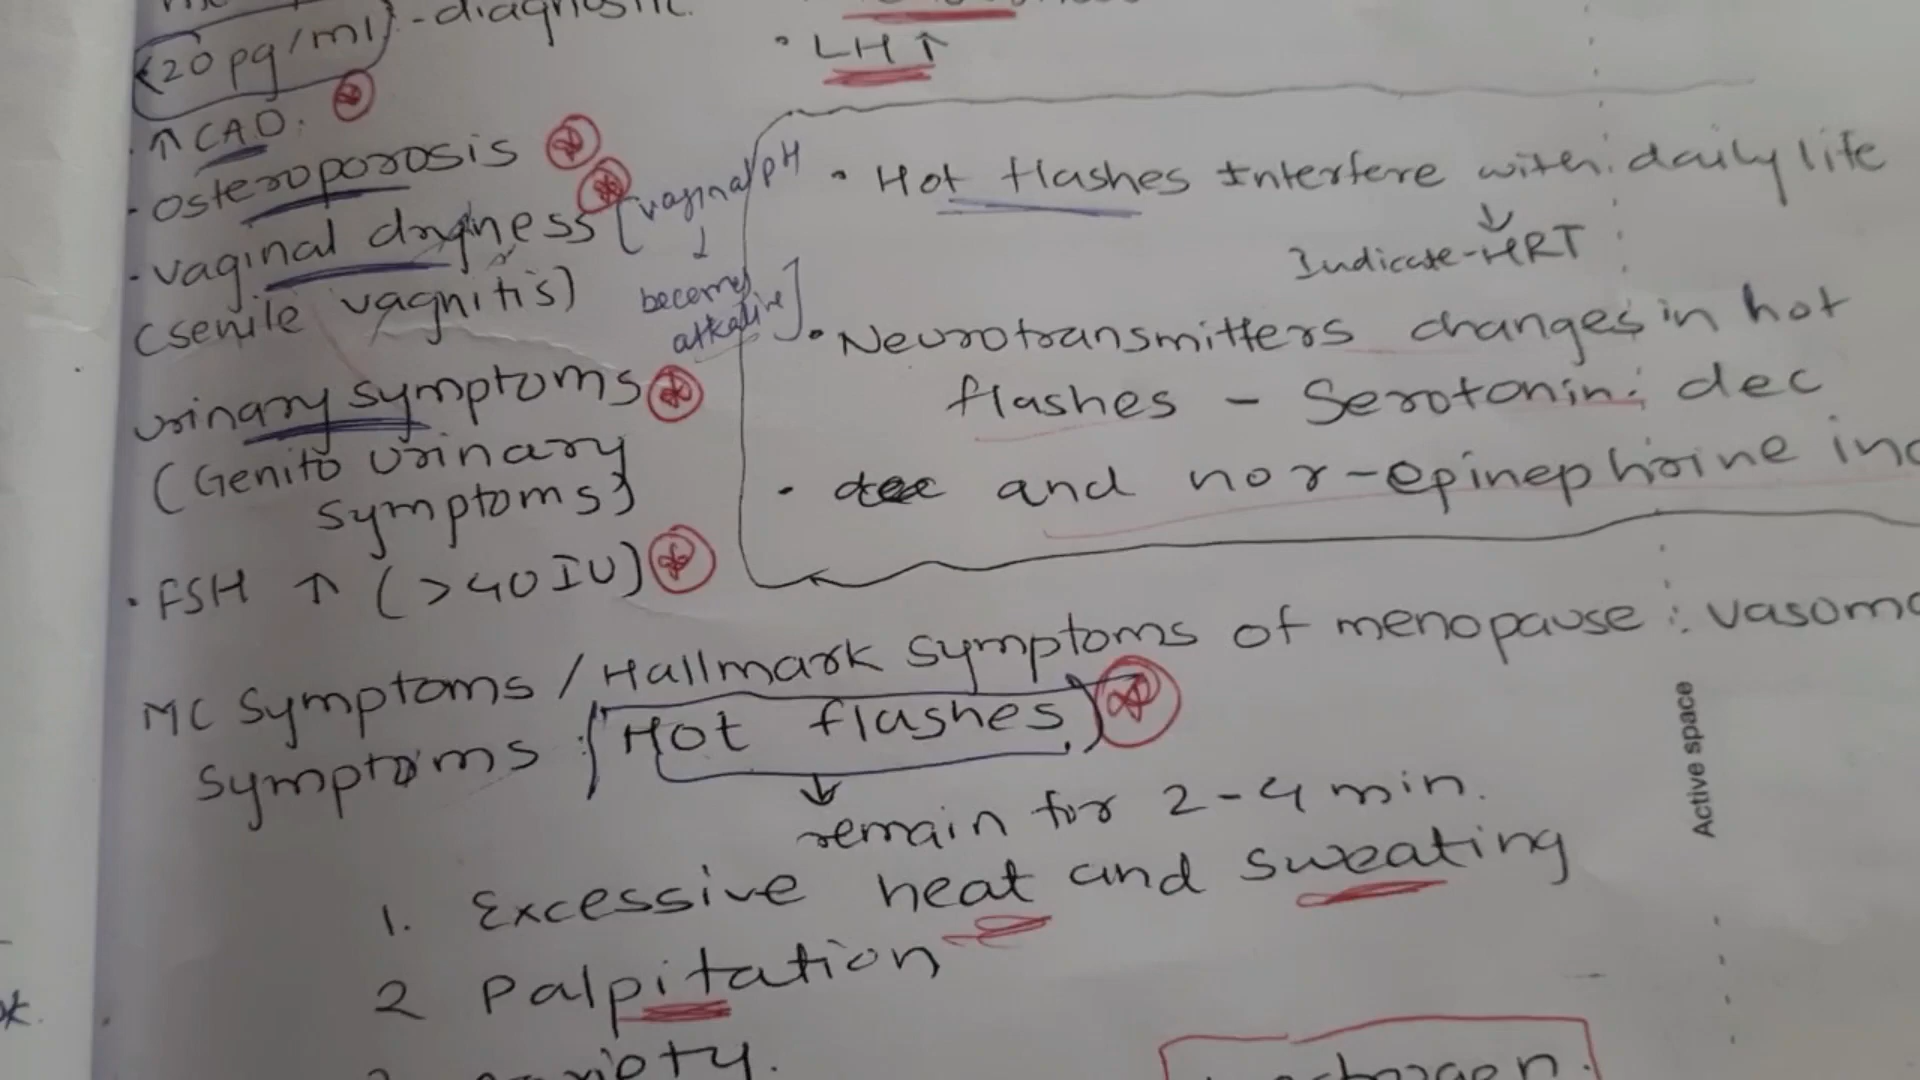 (<20 pg/ml) - diagnostic.
↑ CAD.
· osteroporosis
· vaginal dryness [vaginal pH
↓
becomes
alkaline]
(senile vagnitis)
urinary symptoms
(Genito urinary
symptoms}
· FSH ↑ (>40 IU)
· LH ↑
· Hot flashes Interfere with daily life
↓
Indicate-HRT
· Neurotransmitters changes in hot
flashes - Serotonin: dec
· dec and nor-epinephrine inc
MC Symptoms / Hallmark symptoms of menopause : vasomo
symptoms : (Hot flashes)
↓
remain for 2-4 min.
1. Excessive heat and sweating
2 Palpitation
Active space